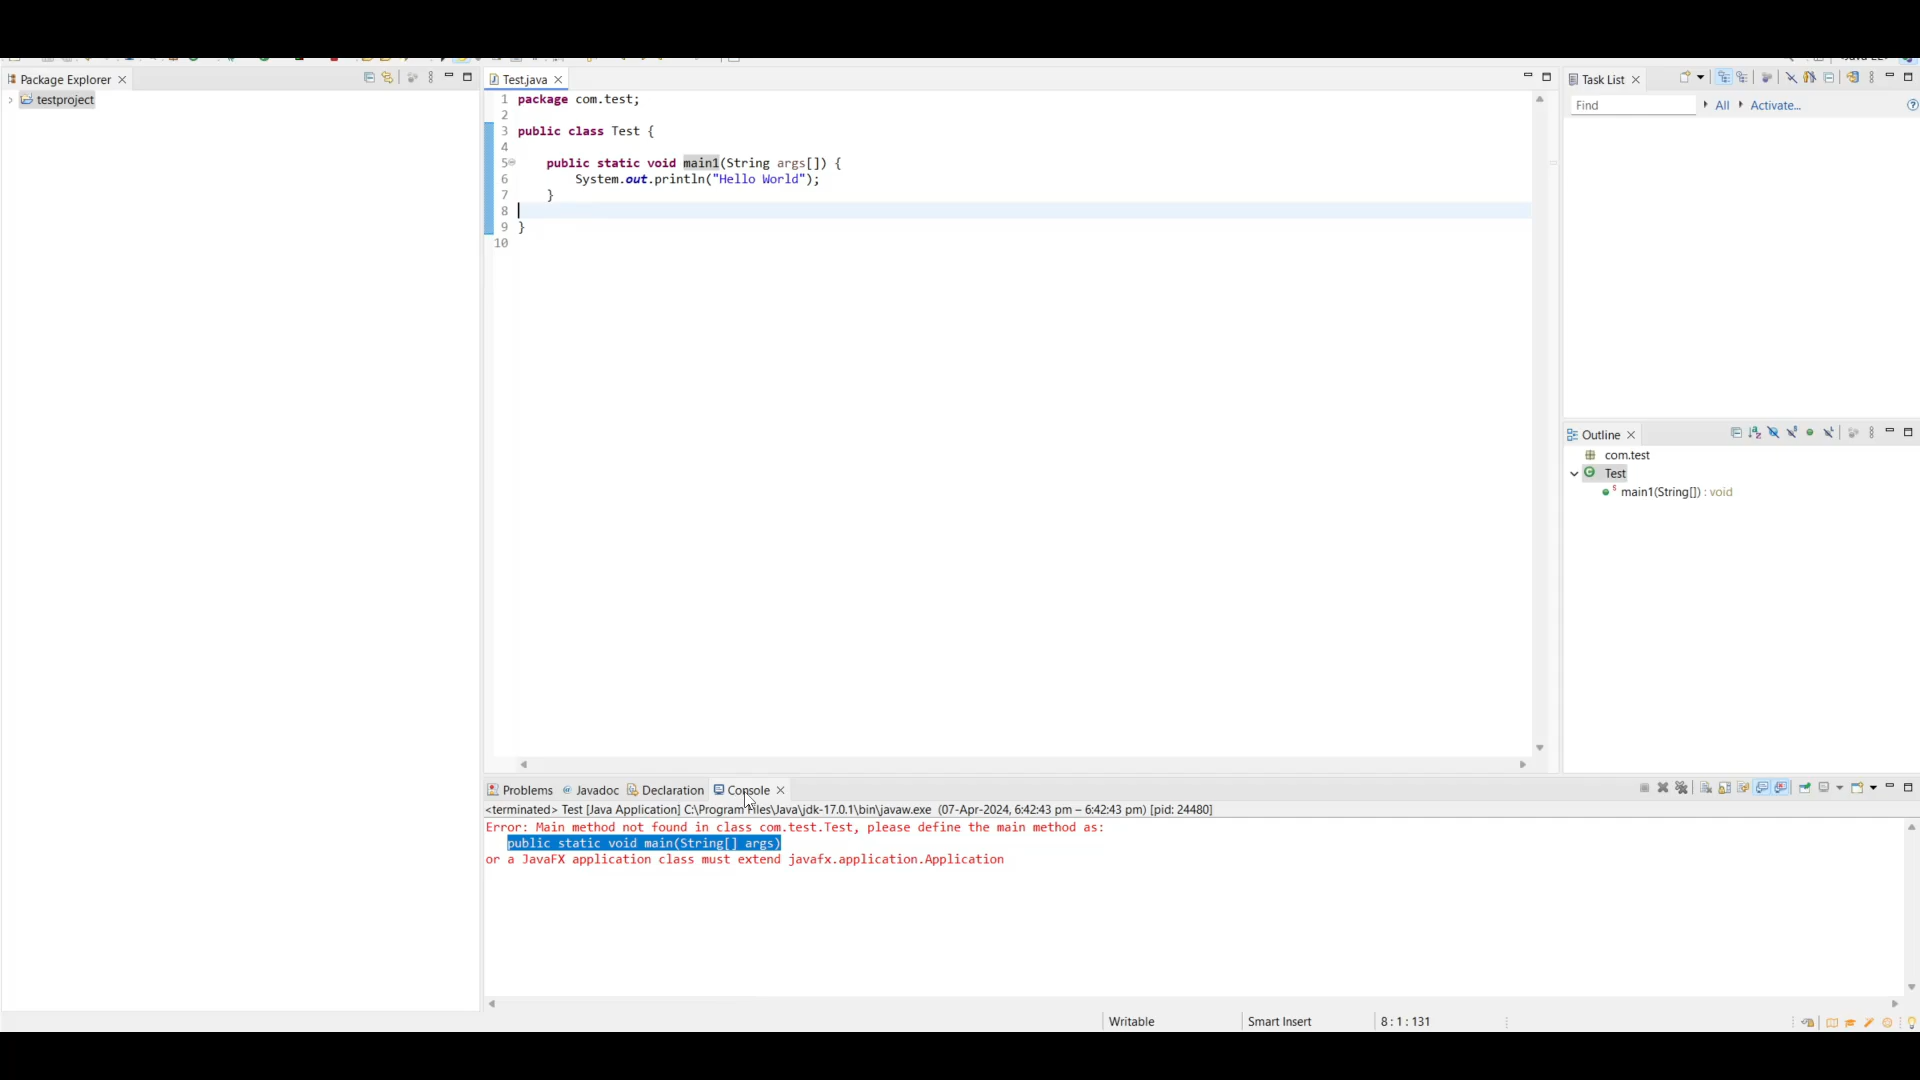 Package Explorer
testproject
Test.java
1 package com.test;
2
3 public class Test {
4
5 public static void main1(String args[]) {
6 System.out.println("Hello World");
7 }
8
9 }
10
Task List
Find
All
Activate...
Outline
com.test
Test
main1(String[]) : void
Problems
Javadoc
Declaration
Console
<terminated> Test [Java Application] C:\Program Files\Java\jdk-17.0.1\bin\javaw.exe (07-Apr-2024, 6:42:43 pm – 6:42:43 pm) [pid: 24480]
Error: Main method not found in class com.test.Test, please define the main method as:
public static void main(String[] args)
or a JavaFX application class must extend javafx.application.Application
Writable
Smart Insert
8 : 1 : 131